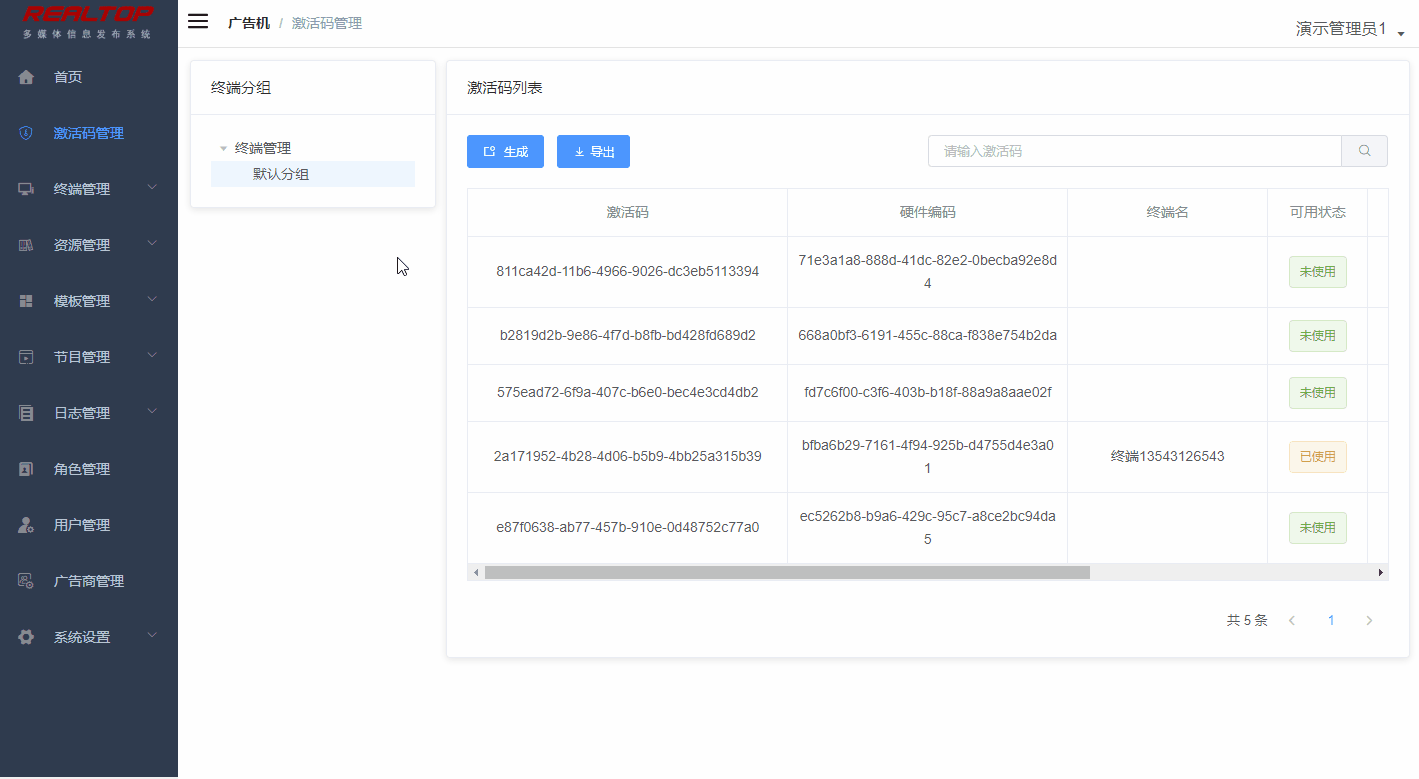 REALTOP
多媒体信息发布系统
首页
激活码管理
终端管理
资源管理
模板管理
节目管理
日志管理
角色管理
用户管理
广告商管理
系统设置
广告机 / 激活码管理
演示管理员1
终端分组
终端管理
默认分组
激活码列表
生成
导出
请输入激活码
激活码 硬件编码 终端名 可用状态
811ca42d-11b6-4966-9026-dc3eb5113394 71e3a1a8-888d-41dc-82e2-0becba92e8d
4
未使用
b2819d2b-9e86-4f7d-b8fb-bd428fd689d2 668a0bf3-6191-455c-88ca-f838e754b2da 未使用
575ead72-6f9a-407c-b6e0-bec4e3cd4db2 fd7c6f00-c3f6-403b-b18f-88a9a8aae02f 未使用
2a171952-4b28-4d06-b5b9-4bb25a315b39 bfba6b29-7161-4f94-925b-d4755d4e3a0
1
终端13543126543 已使用
e87f0638-ab77-457b-910e-0d48752c77a0 ec5262b8-b9a6-429c-95c7-a8ce2bc94da
5
未使用
共 5 条 1